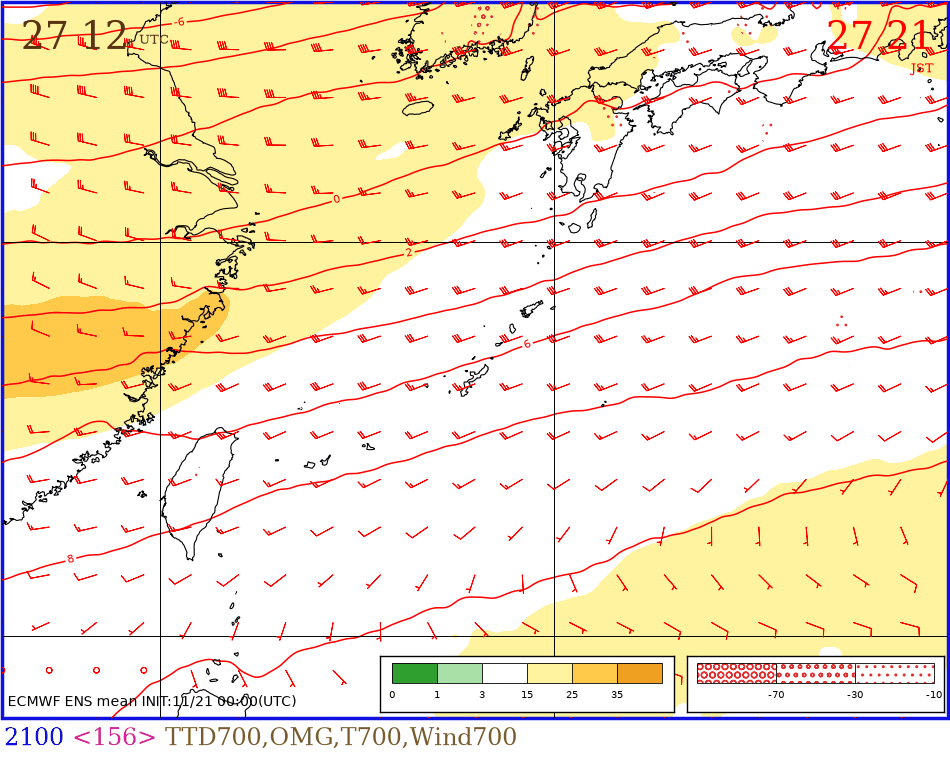 27 12 UTC 27/21 JST
-6
0
2
6
8
ECMWF ENS mean INIT:11/21 00:00(UTC)
0 1 3 15 25 35
-70 -30 -10
2100 <156> TTD700,OMG,T700,Wind700